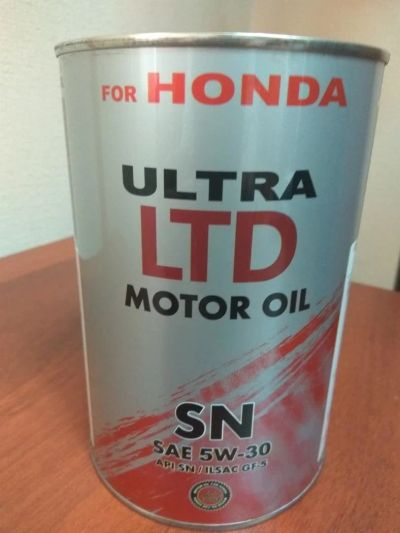 FOR HONDA
ULTRA
LTD
MOTOR OIL
SN
SAE 5W-30
API SN / ILSAC GF-5